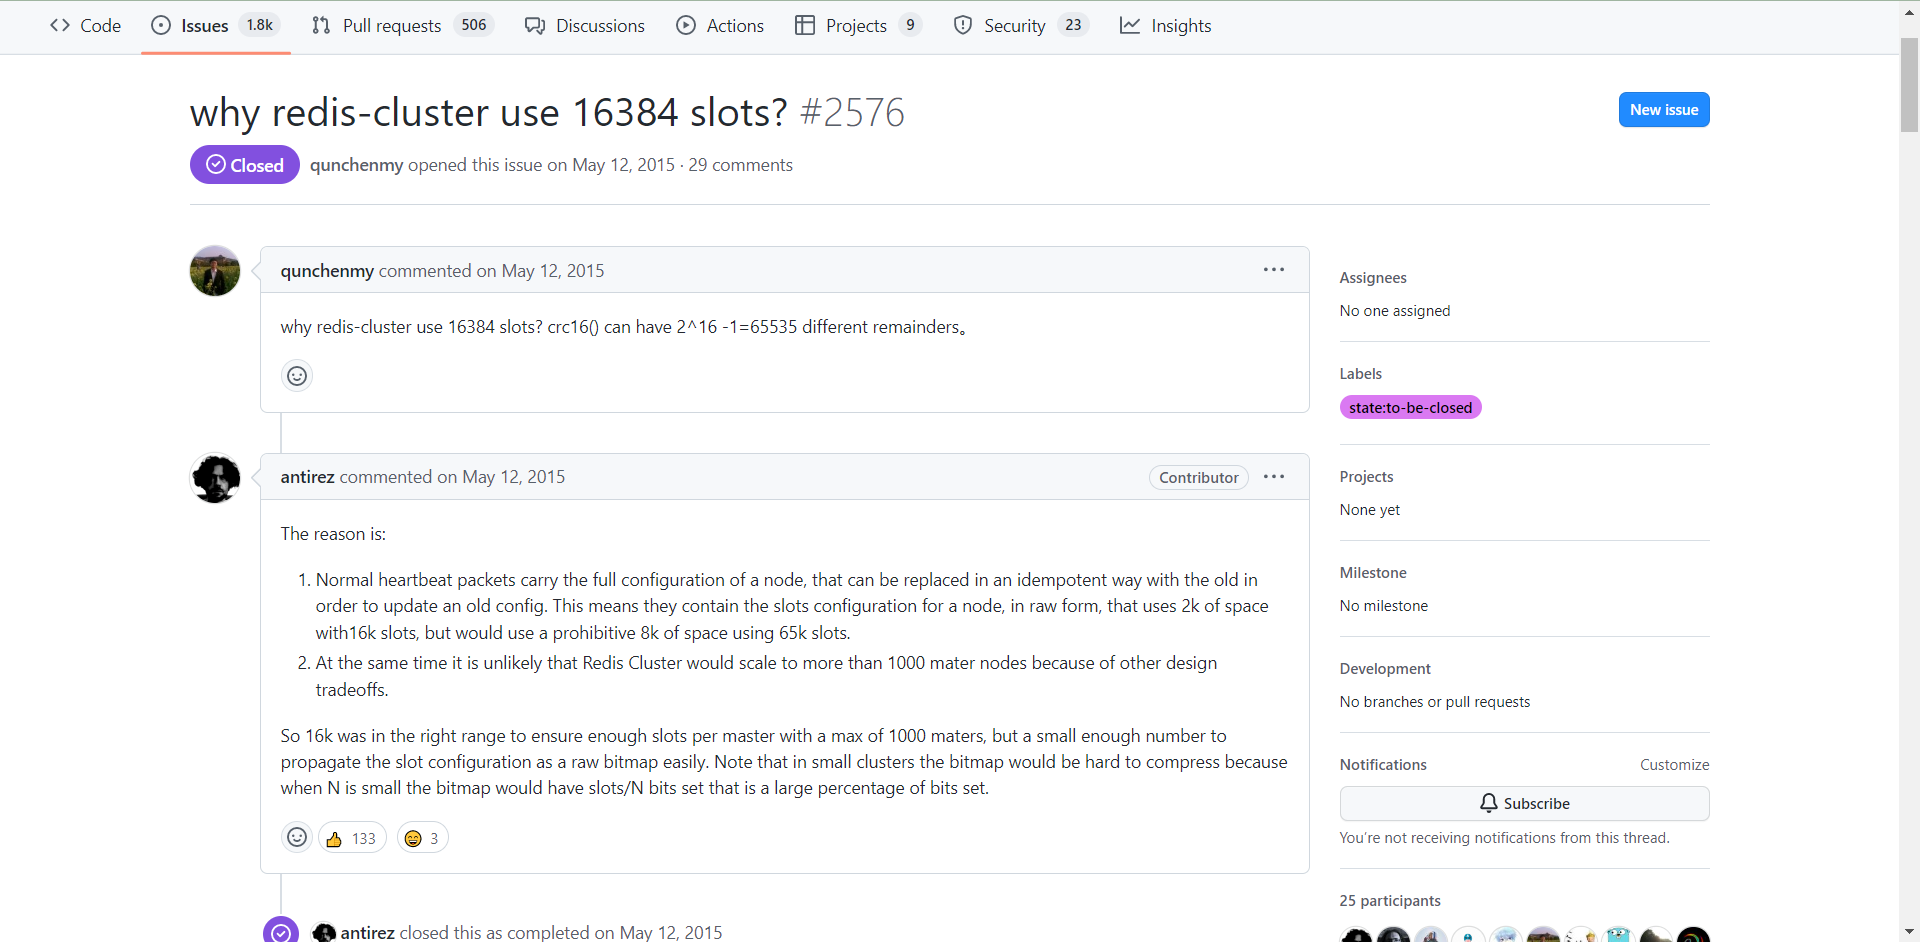 Code Issues 1.8k Pull requests 506 Discussions Actions Projects 9 Security 23 Insights
why redis-cluster use 16384 slots? #2576
New issue
Closed qunchenmy opened this issue on May 12, 2015 · 29 comments
qunchenmy commented on May 12, 2015
why redis-cluster use 16384 slots? crc16() can have 2^16 -1=65535 different remainders。
antirez commented on May 12, 2015 Contributor
The reason is:
1. Normal heartbeat packets carry the full configuration of a node, that can be replaced in an idempotent way with the old in
order to update an old config. This means they contain the slots configuration for a node, in raw form, that uses 2k of space
with16k slots, but would use a prohibitive 8k of space using 65k slots.
2. At the same time it is unlikely that Redis Cluster would scale to more than 1000 mater nodes because of other design
tradeoffs.
So 16k was in the right range to ensure enough slots per master with a max of 1000 maters, but a small enough number to
propagate the slot configuration as a raw bitmap easily. Note that in small clusters the bitmap would be hard to compress because
when N is small the bitmap would have slots/N bits set that is a large percentage of bits set.
133 3
antirez closed this as completed on May 12, 2015
Assignees
No one assigned
Labels
state:to-be-closed
Projects
None yet
Milestone
No milestone
Development
No branches or pull requests
Notifications Customize
Subscribe
You're not receiving notifications from this thread.
25 participants